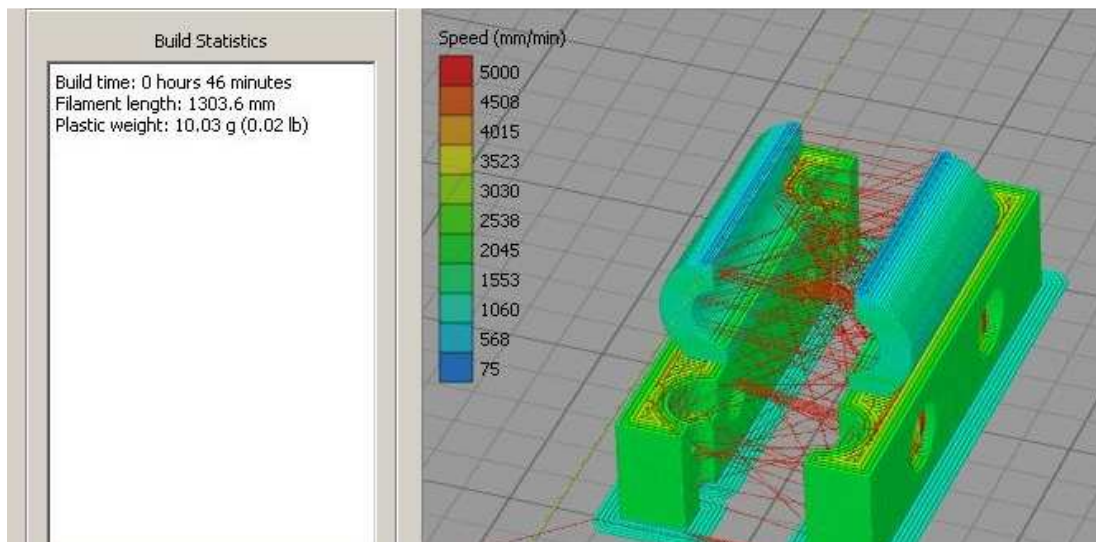 Build Statistics
Build time: 0 hours 46 minutes
Filament length: 1303.6 mm
Plastic weight: 10.03 g (0.02 lb)
Speed (mm/min)
5000
4508
4015
3523
3030
2538
2045
1553
1060
568
75